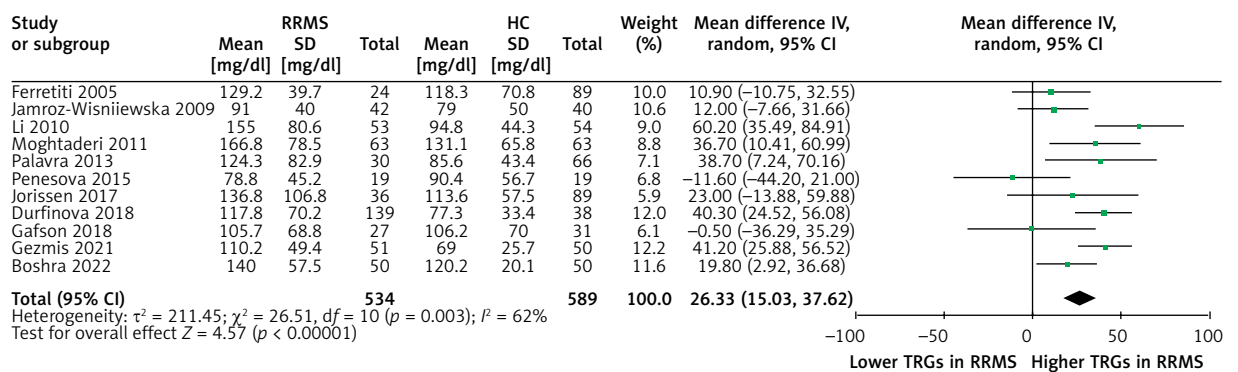 Study RRMS HC Weight Mean difference IV, Mean difference IV,
or subgroup Mean SD Total Mean SD Total (%) random, 95% CI random, 95% CI
[mg/dl] [mg/dl] [mg/dl] [mg/dl]
Ferretiti 2005 129.2 39.7 24 118.3 70.8 89 10.0 10.90 (−10.75, 32.55)
Jamroz-Wisniiewska 2009 91 40 42 79 50 40 10.6 12.00 (−7.66, 31.66)
Li 2010 155 80.6 53 94.8 44.3 54 9.0 60.20 (35.49, 84.91)
Moghtaderi 2011 166.8 78.5 63 131.1 65.8 63 8.8 36.70 (10.41, 60.99)
Palavra 2013 124.3 82.9 30 85.6 43.4 66 7.1 38.70 (7.24, 70.16)
Penesova 2015 78.8 45.2 19 90.4 56.7 19 6.8 −11.60 (−44.20, 21.00)
Jorissen 2017 136.8 106.8 36 113.6 57.5 89 5.9 23.00 (−13.88, 59.88)
Durfinova 2018 117.8 70.2 139 77.3 33.4 38 12.0 40.30 (24.52, 56.08)
Gafson 2018 105.7 68.8 27 106.2 70 31 6.1 −0.50 (−36.29, 35.29)
Gezmis 2021 110.2 49.4 51 69 25.7 50 12.2 41.20 (25.88, 56.52)
Boshra 2022 140 57.5 50 120.2 20.1 50 11.6 19.80 (2.92, 36.68)
Total (95% CI) 534 589 100.0 26.33 (15.03, 37.62)
Heterogeneity: τ² = 211.45; χ² = 26.51, df = 10 (p = 0.003); I² = 62%
Test for overall effect Z = 4.57 (p < 0.00001)
−100 −50 0 50 100
Lower TRGs in RRMS Higher TRGs in RRMS